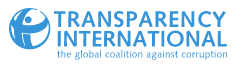 TRANSPARENCY
INTERNATIONAL
the global coalition against corruption